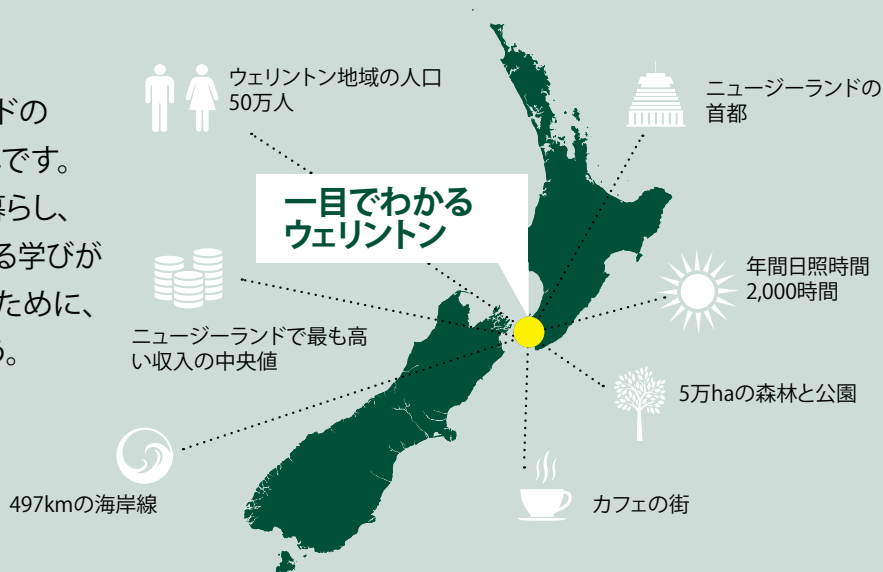 ドの
です。
暮らし、
る学びが
ために、
る。
ウェリントン地域の人口
50万人
ニュージーランドの
首都
一目でわかる
ウェリントン
年間日照時間
2,000時間
ニュージーランドで最も高
い収入の中央値
5万haの森林と公園
497kmの海岸線
カフェの街